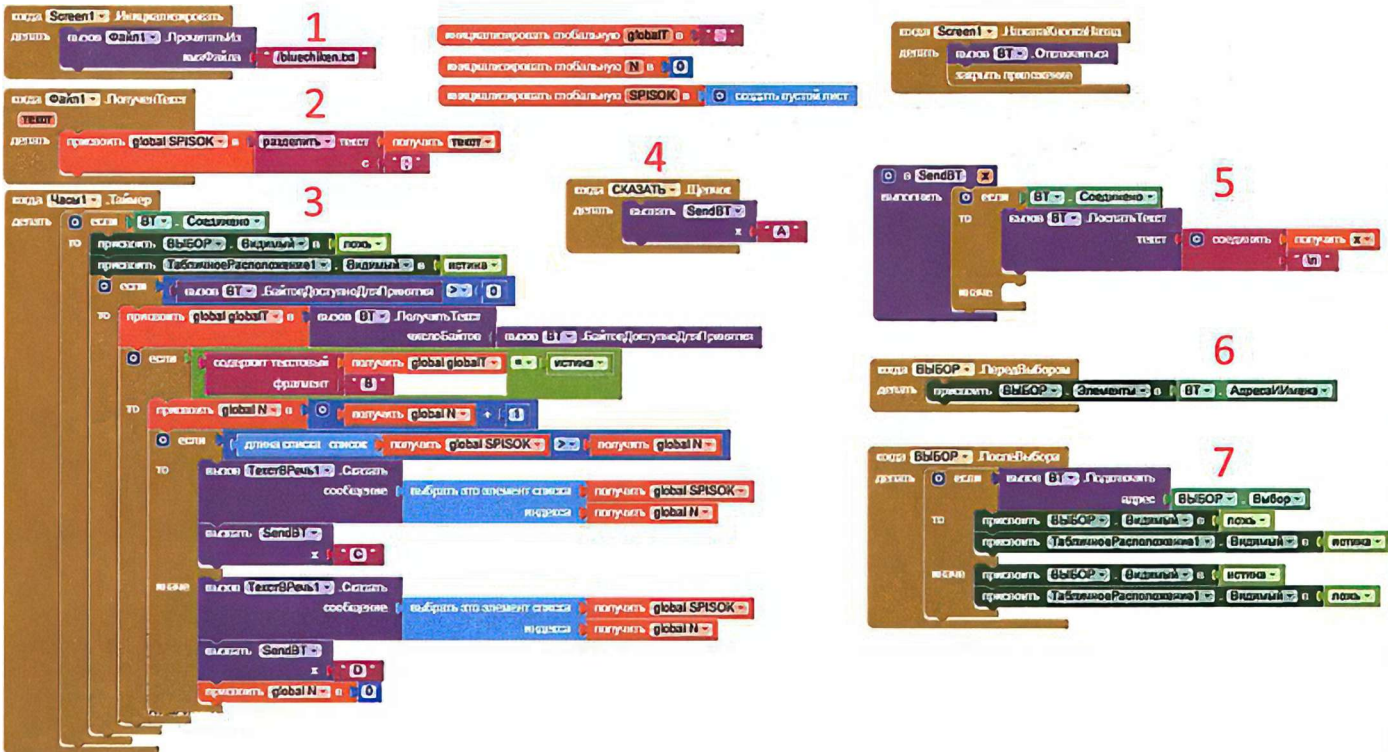 когда Screen1 .Инициализировать
1
делать вызов Файл1 .ПрочитатьИз
имяФайла "/bluechiken.txt"
когда Файл1 .ПолученТекст
текст
2
делать присвоить global SPISOK в разделить текст получить текст
с
когда Часы1 .Таймер
3
делать если BT . Соединено
то присвоить ВЫБОР . Видимый в ложь
присвоить ТабличноеРасположение1 . Видимый в истина
если вызов BT .БайтовДоступноДляПринятия > 0
то присвоить global globalT в вызов BT .ПолучитьТекст
числоБайтов вызов BT .БайтовДоступноДляПринятия
если содержит текстовый получить global globalT = истина
фрагмент "B"
то присвоить global N в получить global N + 1
если длина списка список получить global SPISOK > получить global N
то вызов ТекстВРечь1 .Сказать
сообщение выбрать это элемент списка получить global SPISOK
индекса получить global N
вызвать SendBT
x "C"
иначе вызов ТекстВРечь1 .Сказать
сообщение выбрать это элемент списка получить global SPISOK
индекса получить global N
вызвать SendBT
x "D"
присвоить global N в 0
инициализировать глобальную globalT в
инициализировать глобальную N в 0
инициализировать глобальную SPISOK в создать пустой лист
4
когда СКАЗАТЬ .Щелчок
делать вызвать SendBT
x "A"
когда Screen1 .НажатаКнопкаНазад
делать вызов BT .Отключиться
закрыть приложение
5
в SendBT x
выполнить если BT . Соединено
то вызов BT .ПослатьТекст
текст соединить получить x
"\n"
иначе
6
когда ВЫБОР .ПередВыбором
делать присвоить ВЫБОР . Элементы в BT . АдресаИИмена
7
когда ВЫБОР .ПослеВыбора
делать если вызов BT .Подключить
адрес ВЫБОР . Выбор
то присвоить ВЫБОР . Видимый в ложь
присвоить ТабличноеРасположение1 . Видимый в истина
иначе присвоить ВЫБОР . Видимый в истина
присвоить ТабличноеРасположение1 . Видимый в ложь